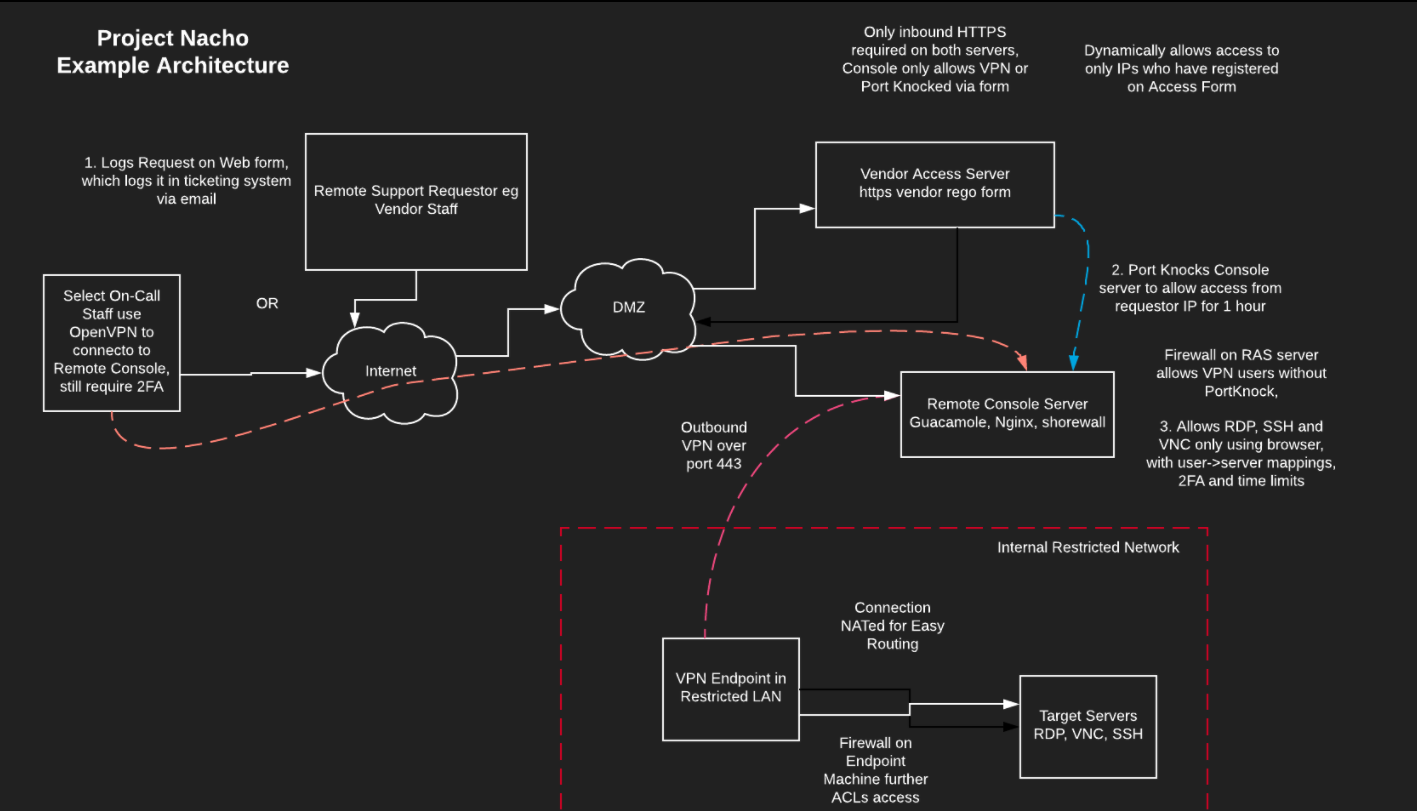 Project Nacho
Example Architecture
Only inbound HTTPS
required on both servers,
Console only allows VPN or
Port Knocked via form
Dynamically allows access to
only IPs who have registered
on Access Form
1. Logs Request on Web form,
which logs it in ticketing system
via email
Remote Support Requestor eg
Vendor Staff
Vendor Access Server
https vendor rego form
Select On-Call
Staff use
OpenVPN to
connecto to
Remote Console,
still require 2FA
OR
Internet
DMZ
2. Port Knocks Console
server to allow access from
requestor IP for 1 hour
Firewall on RAS server
allows VPN users without
PortKnock,
Remote Console Server
Guacamole, Nginx, shorewall
3. Allows RDP, SSH and
VNC only using browser,
with user->server mappings,
2FA and time limits
Outbound
VPN over
port 443
Internal Restricted Network
Connection
NATed for Easy
Routing
VPN Endpoint in
Restricted LAN
Target Servers
RDP, VNC, SSH
Firewall on
Endpoint
Machine further
ACLs access